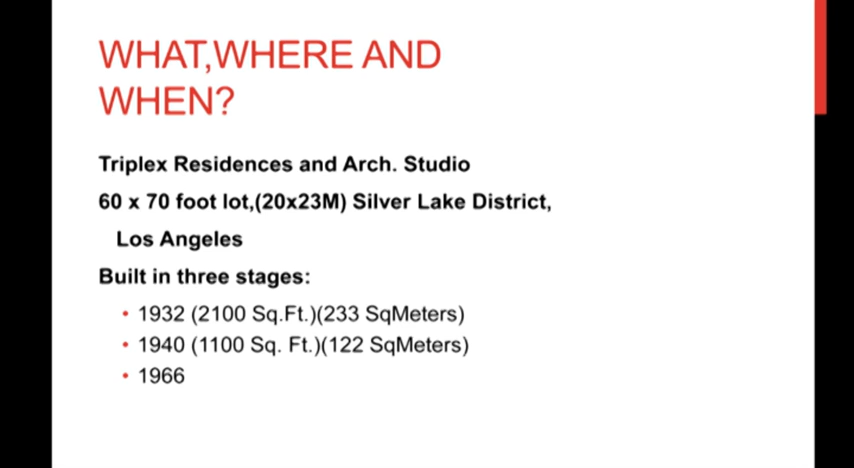 WHAT,WHERE AND
WHEN?
Triplex Residences and Arch. Studio
60 x 70 foot lot,(20x23M) Silver Lake District,
Los Angeles
Built in three stages:
• 1932 (2100 Sq.Ft.)(233 SqMeters)
• 1940 (1100 Sq. Ft.)(122 SqMeters)
• 1966